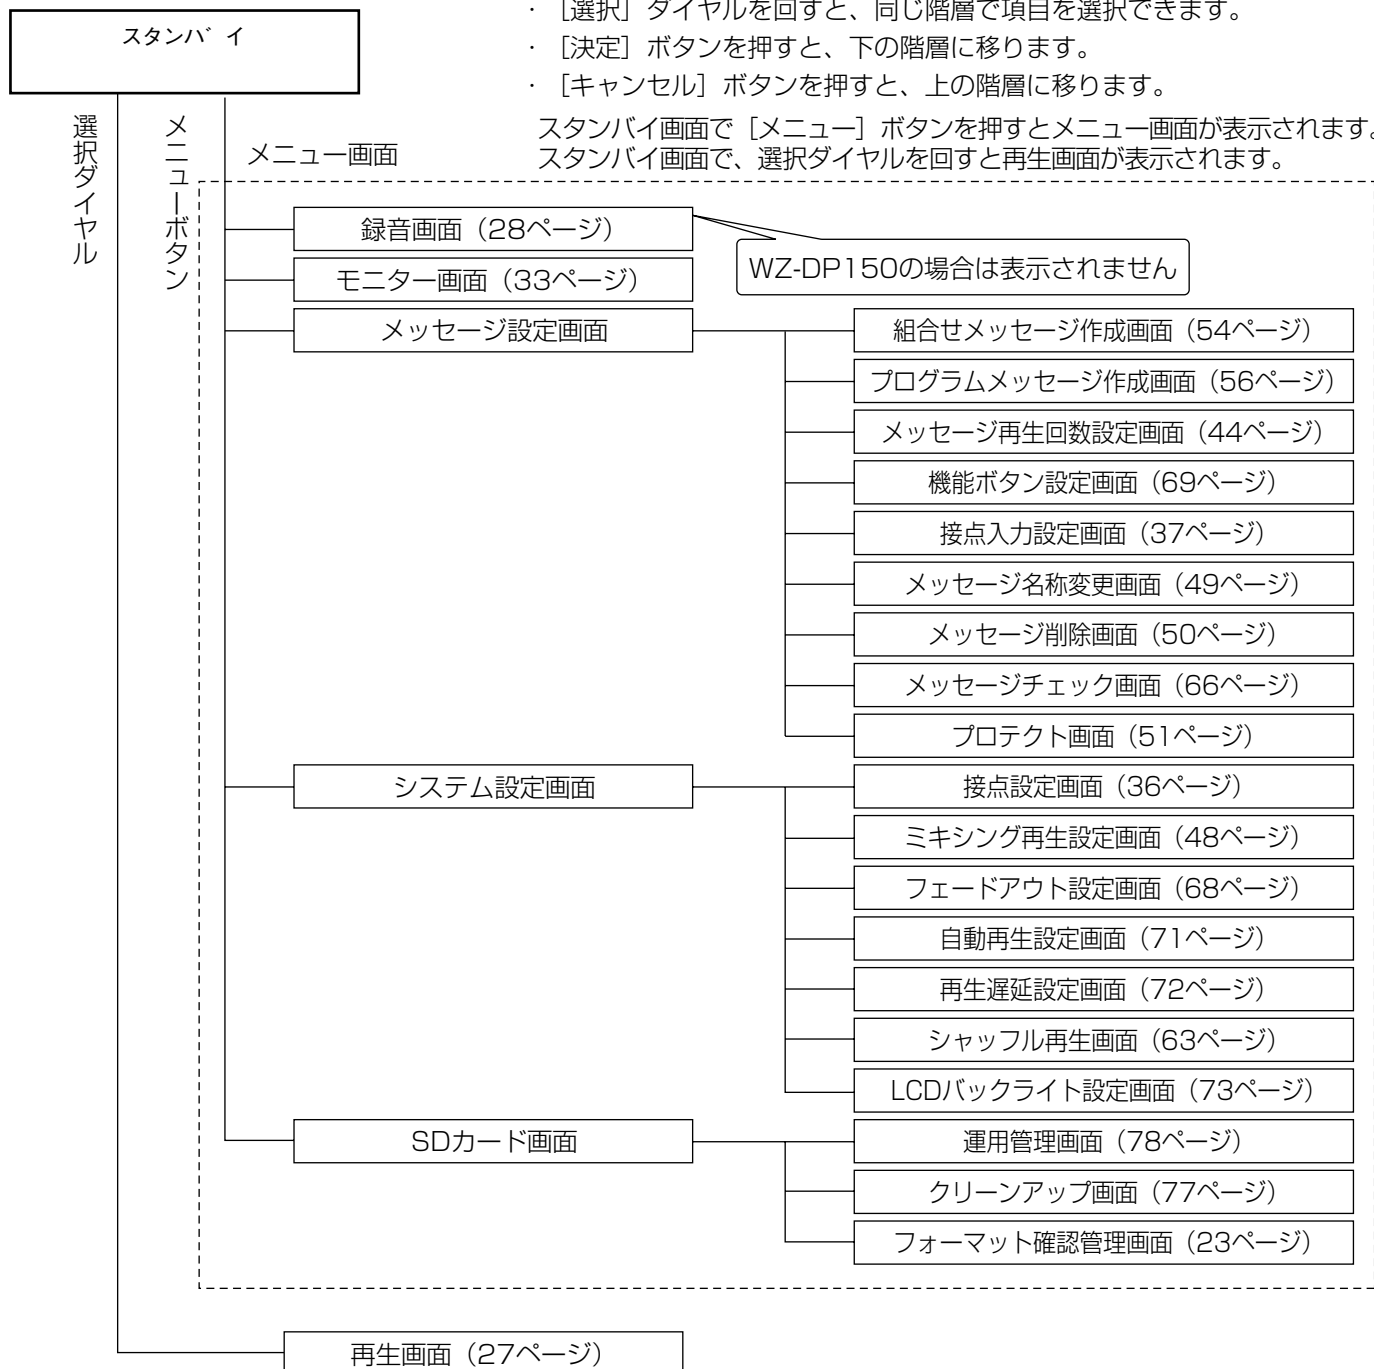 ・［選択］ダイヤルを回すと、同じ階層で項目を選択できます。
・［決定］ボタンを押すと、下の階層に移ります。
・［キャンセル］ボタンを押すと、上の階層に移ります。
スタンバイ画面で［メニュー］ボタンを押すとメニュー画面が表示されます。
スタンバイ画面で、選択ダイヤルを回すと再生画面が表示されます。
スタンバ゛イ
選択ダイヤル
メニューボタン
メニュー画面
録音画面（28ページ）
WZ-DP150の場合は表示されません
モニター画面（33ページ）
メッセージ設定画面
組合せメッセージ作成画面（54ページ）
プログラムメッセージ作成画面（56ページ）
メッセージ再生回数設定画面（44ページ）
機能ボタン設定画面（69ページ）
接点入力設定画面（37ページ）
メッセージ名称変更画面（49ページ）
メッセージ削除画面（50ページ）
メッセージチェック画面（66ページ）
プロテクト画面（51ページ）
システム設定画面
接点設定画面（36ページ）
ミキシング再生設定画面（48ページ）
フェードアウト設定画面（68ページ）
自動再生設定画面（71ページ）
再生遅延設定画面（72ページ）
シャッフル再生画面（63ページ）
LCDバックライト設定画面（73ページ）
SDカード画面
運用管理画面（78ページ）
クリーンアップ画面（77ページ）
フォーマット確認管理画面（23ページ）
再生画面（27ページ）